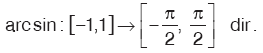 arcsin: [-1,1] → [-π/2, π/2] dir.